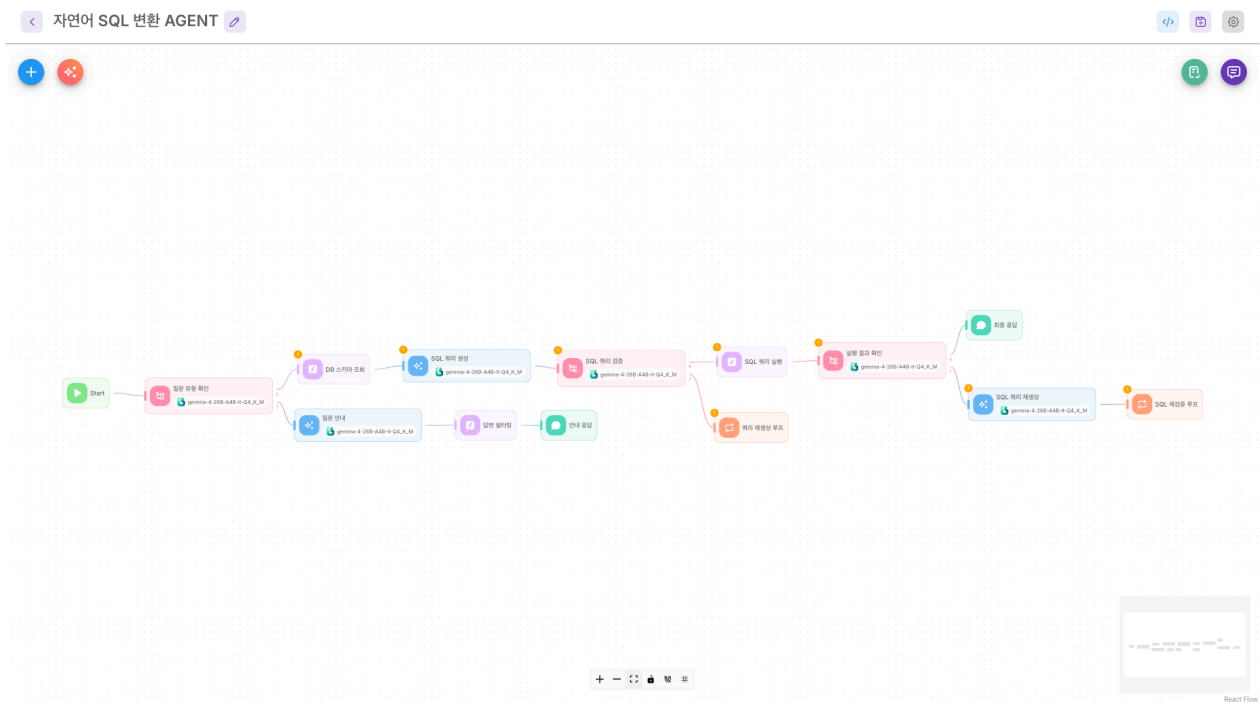 자연어 SQL 변환 AGENT
Start
질문 유형 확인
gemma-4-26B-A4B-it-Q4_K_M
DB 스키마 조회
SQL 쿼리 생성
gemma-4-26B-A4B-it-Q4_K_M
질문 안내
gemma-4-26B-A4B-it-Q4_K_M
답변 필터링
안내 응답
SQL 쿼리 검증
gemma-4-26B-A4B-it-Q4_K_M
SQL 쿼리 실행
쿼리 재생성 루프
실행 결과 확인
gemma-4-26B-A4B-it-Q4_K_M
최종 응답
SQL 쿼리 재생성
gemma-4-26B-A4B-it-Q4_K_M
SQL 재검증 루프
React Flow